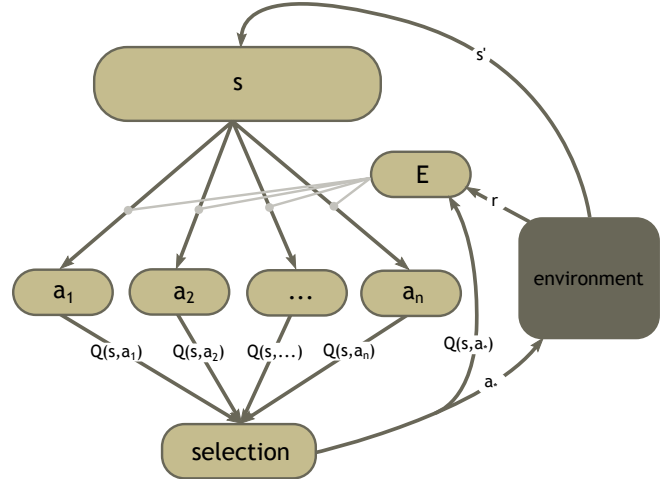 s'
s
E
r
environment
a₁
a₂
...
aₙ
Q(s,a₁)
Q(s,a₂)
Q(s,...)
Q(s,aₙ)
Q(s,a*)
a*
selection